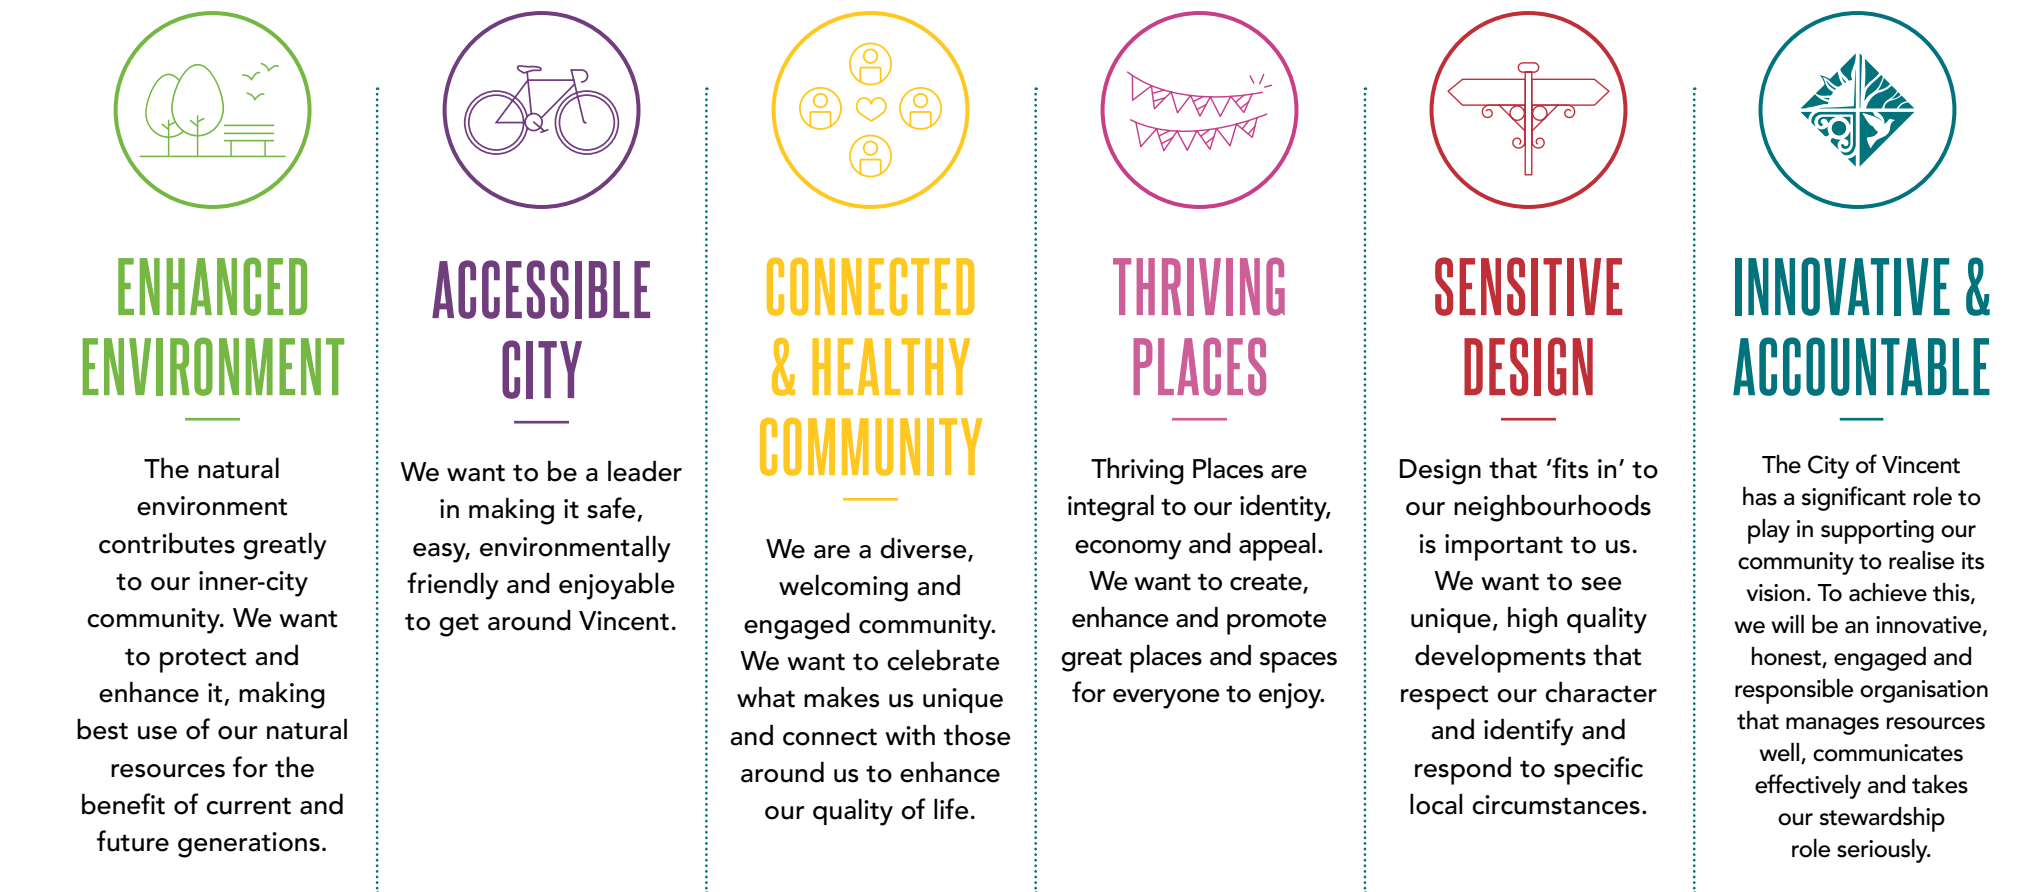 ENHANCED
ENVIRONMENT
The natural
environment
contributes greatly
to our inner-city
community. We want
to protect and
enhance it, making
best use of our natural
resources for the
benefit of current and
future generations.
ACCESSIBLE
CITY
We want to be a leader
in making it safe,
easy, environmentally
friendly and enjoyable
to get around Vincent.
CONNECTED
& HEALTHY
COMMUNITY
We are a diverse,
welcoming and
engaged community.
We want to celebrate
what makes us unique
and connect with those
around us to enhance
our quality of life.
THRIVING
PLACES
Thriving Places are
integral to our identity,
economy and appeal.
We want to create,
enhance and promote
great places and spaces
for everyone to enjoy.
SENSITIVE
DESIGN
Design that ‘fits in’ to
our neighbourhoods
is important to us.
We want to see
unique, high quality
developments that
respect our character
and identify and
respond to specific
local circumstances.
INNOVATIVE &
ACCOUNTABLE
The City of Vincent
has a significant role to
play in supporting our
community to realise its
vision. To achieve this,
we will be an innovative,
honest, engaged and
responsible organisation
that manages resources
well, communicates
effectively and takes
our stewardship
role seriously.